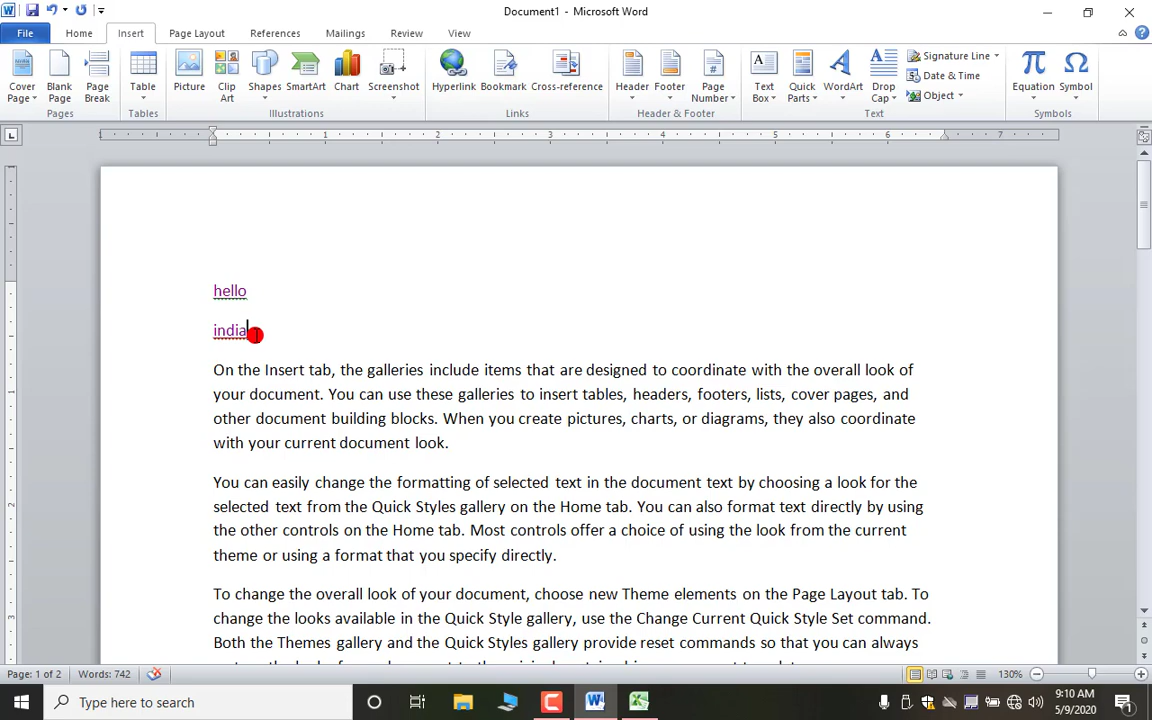 Document1 - Microsoft Word
File Home Insert Page Layout References Mailings Review View
Cover Page
Blank Page
Page Break
Table
Picture
Clip Art
Shapes
SmartArt
Chart
Screenshot
Hyperlink
Bookmark
Cross-reference
Header
Footer
Page Number
Text Box
Quick Parts
WordArt
Drop Cap
Signature Line
Date & Time
Object
Equation
Symbol
Pages Tables Illustrations Links Header & Footer Text Symbols
1 1 2 3 4 5 6 7
hello
india
On the Insert tab, the galleries include items that are designed to coordinate with the overall look of
your document. You can use these galleries to insert tables, headers, footers, lists, cover pages, and
other document building blocks. When you create pictures, charts, or diagrams, they also coordinate
with your current document look.
You can easily change the formatting of selected text in the document text by choosing a look for the
selected text from the Quick Styles gallery on the Home tab. You can also format text directly by using
the other controls on the Home tab. Most controls offer a choice of using the look from the current
theme or using a format that you specify directly.
To change the overall look of your document, choose new Theme elements on the Page Layout tab. To
change the looks available in the Quick Style gallery, use the Change Current Quick Style Set command.
Both the Themes gallery and the Quick Styles gallery provide reset commands so that you can always
Page: 1 of 2 Words: 742 130%
Type here to search
9:10 AM
5/9/2020